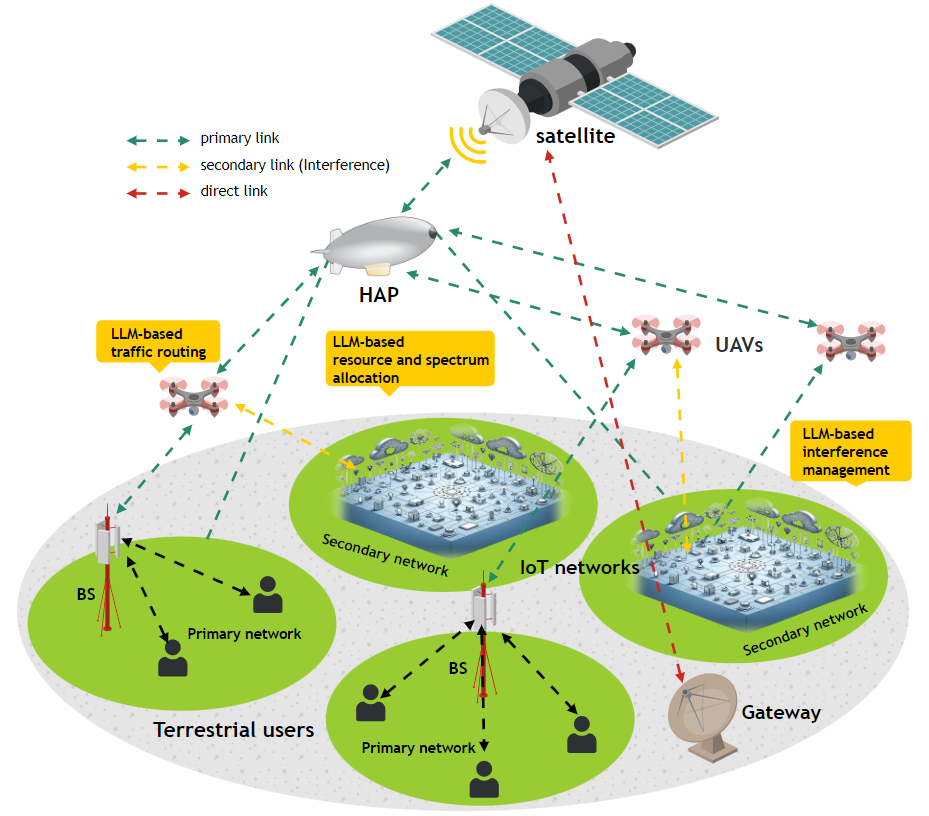 satellite
primary link
secondary link (Interference)
direct link
HAP
LLM-based
traffic routing
LLM-based
resource and spectrum
allocation
UAVs
LLM-based
interference
management
Secondary network
IoT networks
BS
Primary network
Secondary network
BS
Terrestrial users
Gateway
Primary network